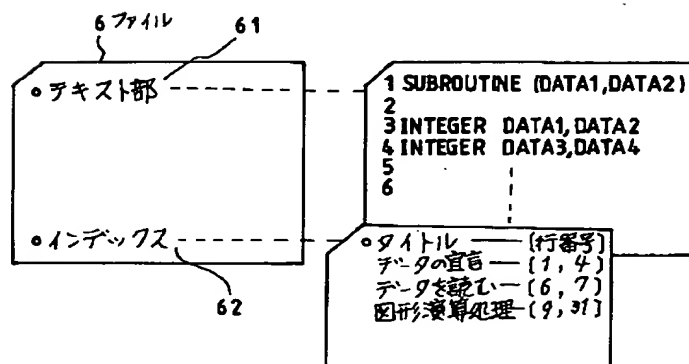 6 ファイル
61
テキスト部
1 SUBROUTINE (DATA1,DATA2)
2
3 INTEGER DATA1,DATA2
4 INTEGER DATA3,DATA4
5
6
インデックス
62
タイトル [行番号]
データの宣言 [1,4]
データを読む [6,7]
図形演算処理 [9,31]